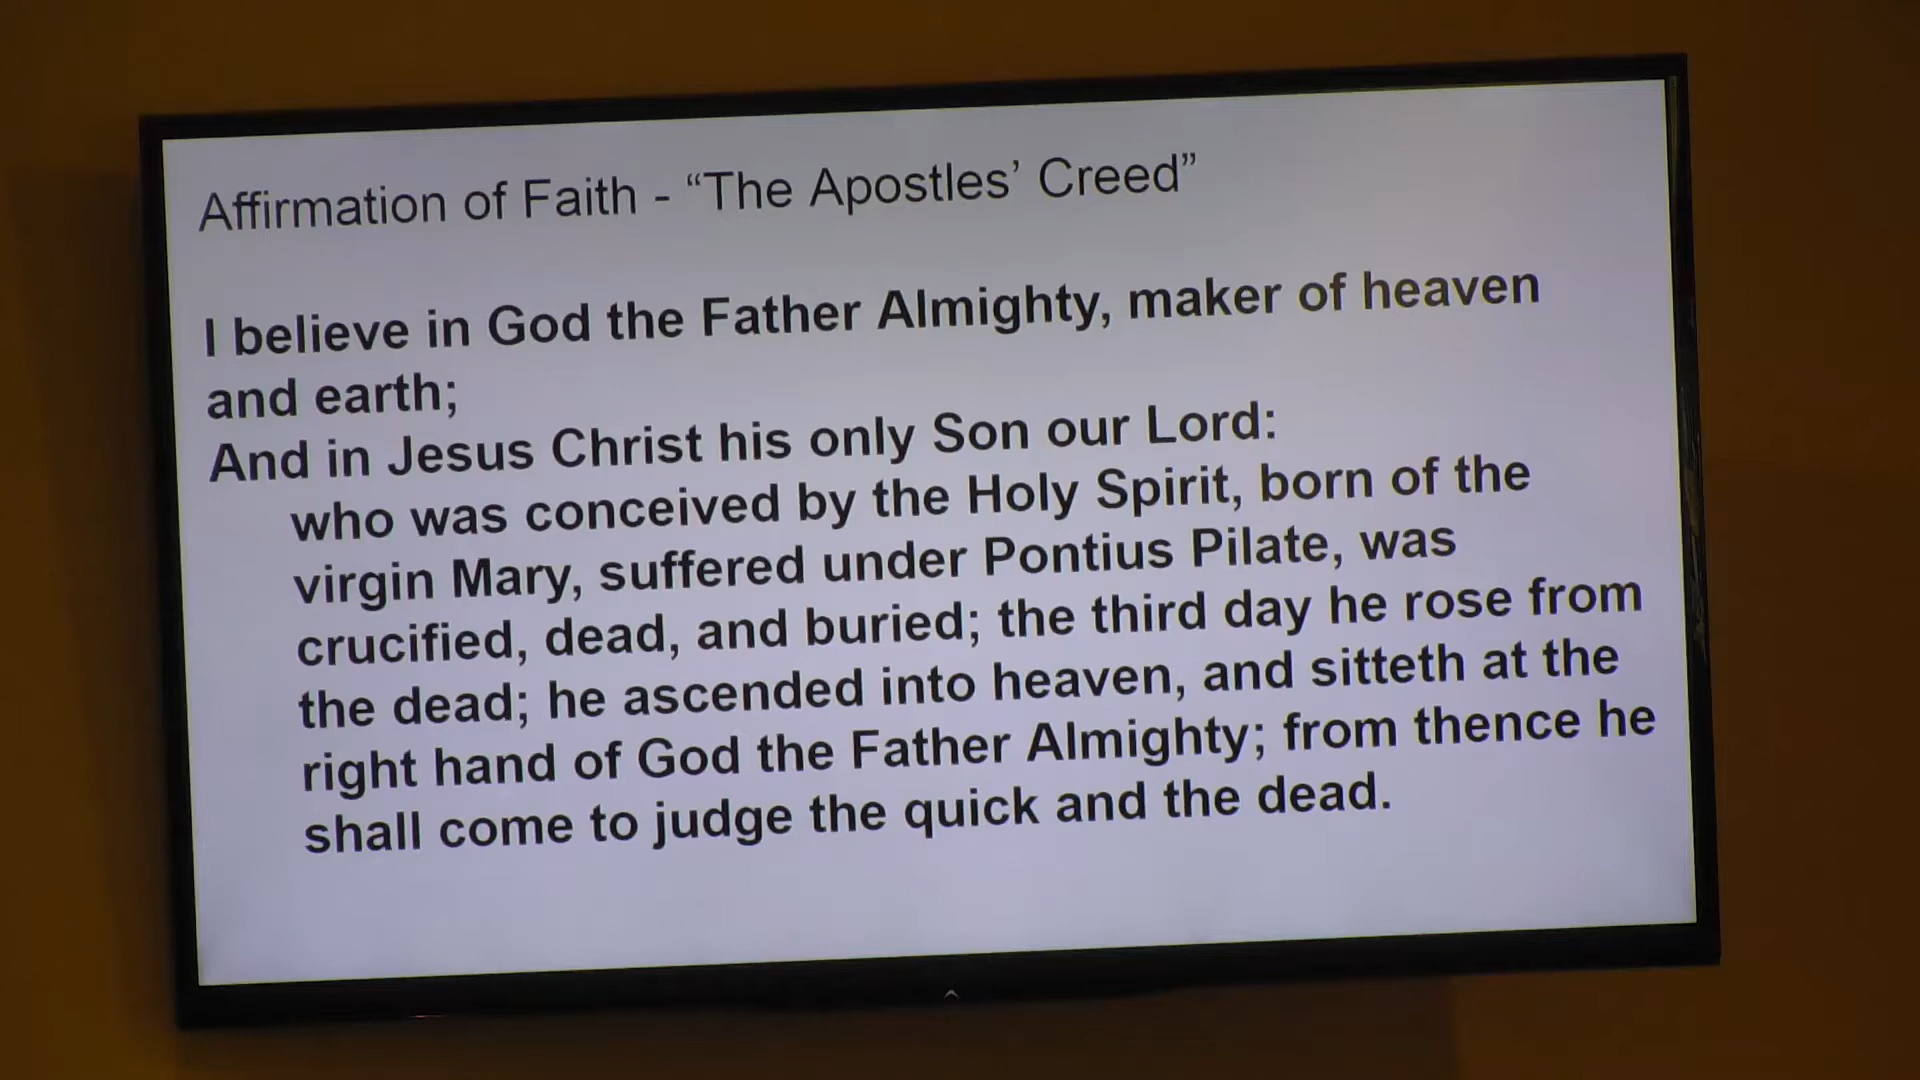 Affirmation of Faith - “The Apostles’ Creed”
I believe in God the Father Almighty, maker of heaven
and earth;
And in Jesus Christ his only Son our Lord:
who was conceived by the Holy Spirit, born of the
virgin Mary, suffered under Pontius Pilate, was
crucified, dead, and buried; the third day he rose from
the dead; he ascended into heaven, and sitteth at the
right hand of God the Father Almighty; from thence he
shall come to judge the quick and the dead.